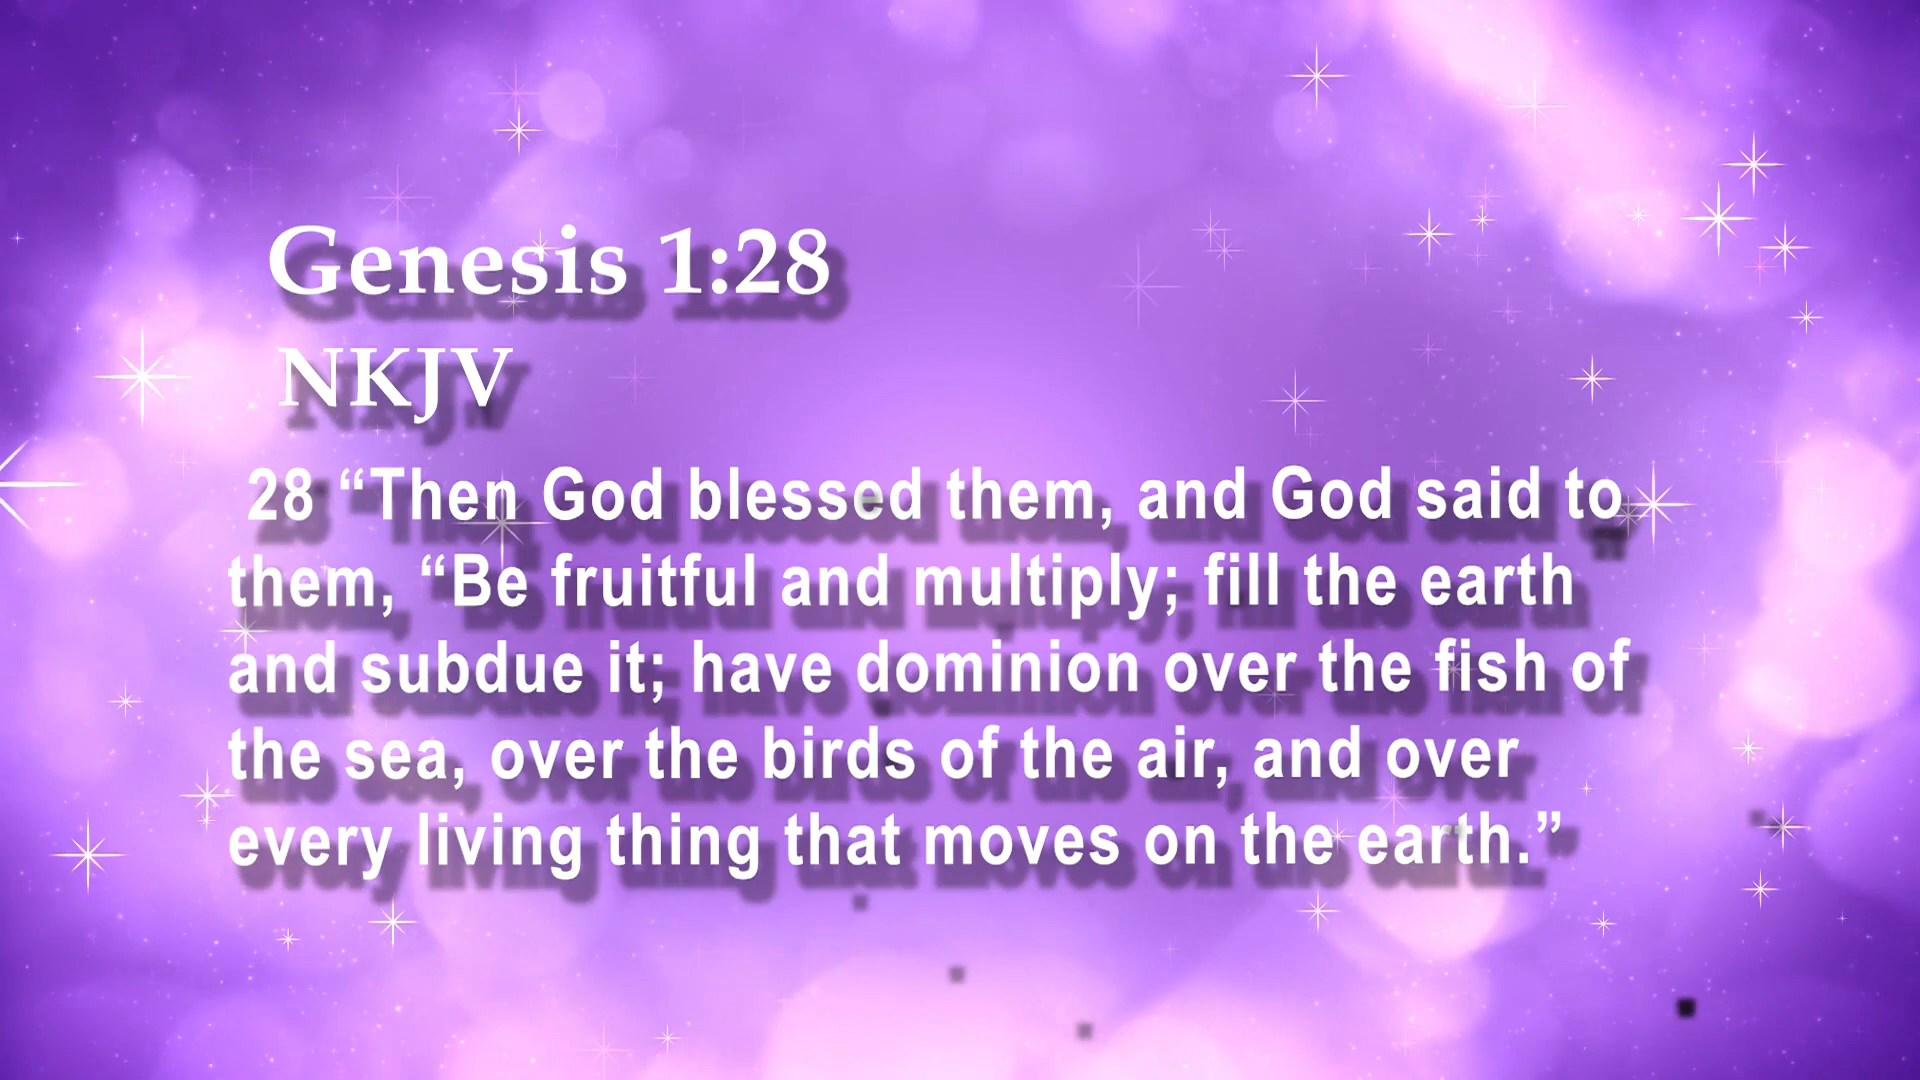 Genesis 1:28
NKJV
28 “Then God blessed them, and God said to
them, “Be fruitful and multiply; fill the earth
and subdue it; have dominion over the fish of
the sea, over the birds of the air, and over
every living thing that moves on the earth.”